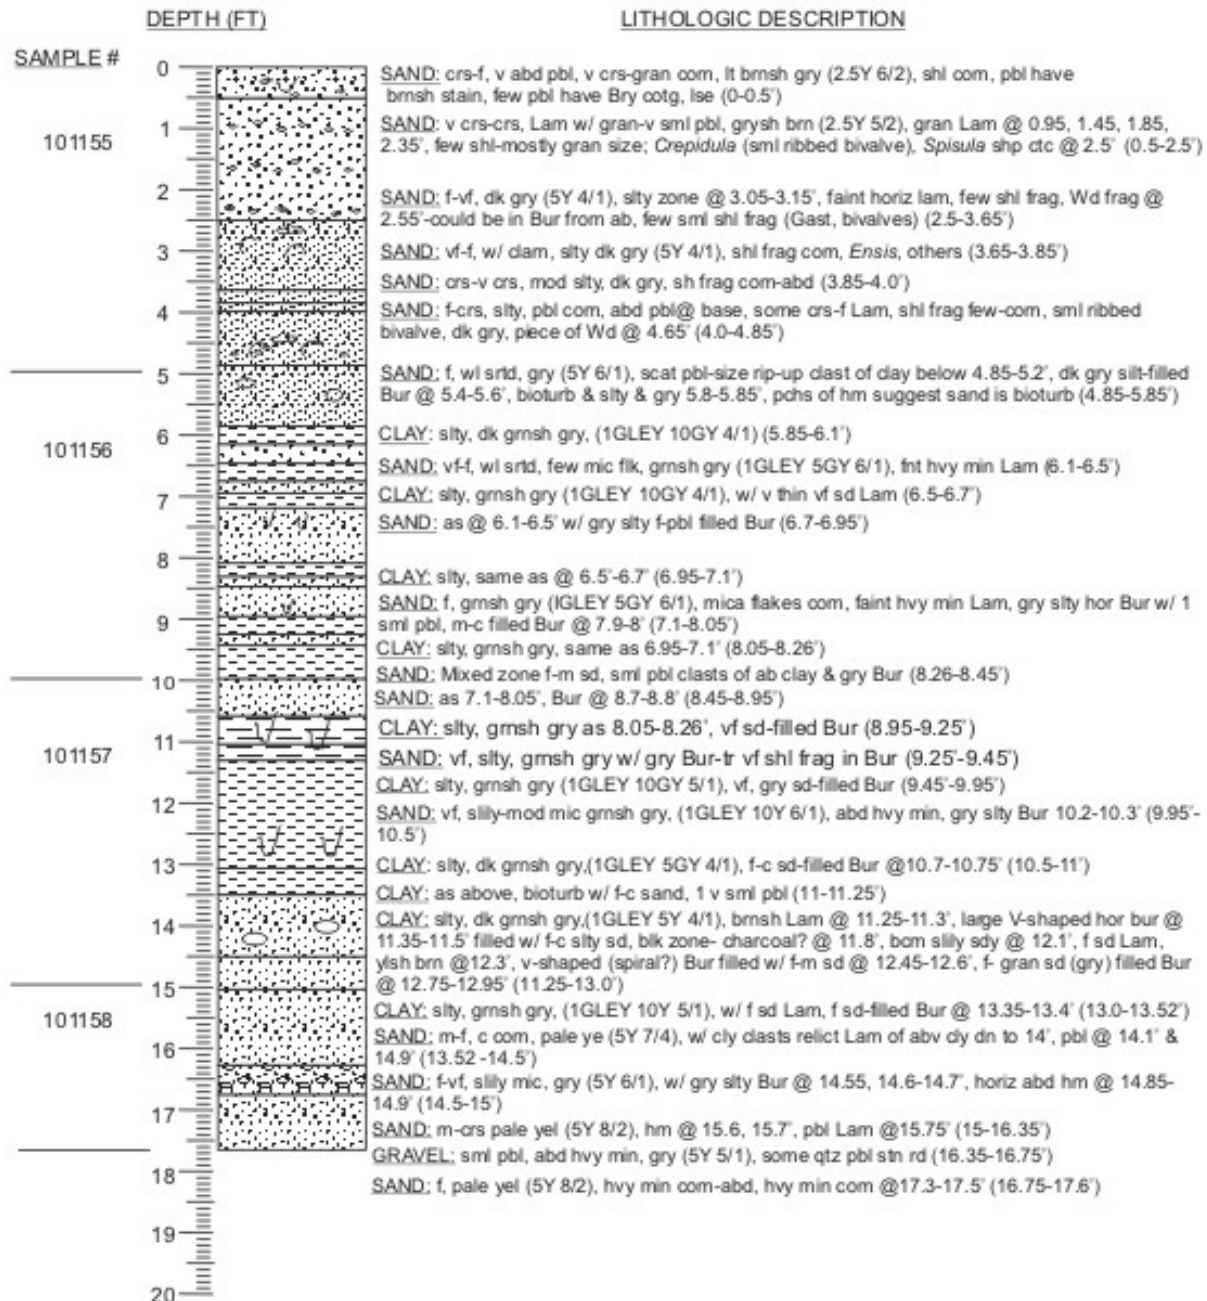 DEPTH (FT)
LITHOLOGIC DESCRIPTION
SAMPLE #
0
1
2
3
4
5
6
7
8
9
10
11
12
13
14
15
16
17
18
19
20
101155
101156
101157
101158
SAND: crs-f, v abd pbl, v crs-gran com, lt brnsh gry (2.5Y 6/2), shl com, pbl have
brnsh stain, few pbl have Bry cotg, lse (0-0.5')
SAND: v crs-crs, Lam w/ gran-v sml pbl, grysh brn (2.5Y 5/2), gran Lam @ 0.95, 1.45, 1.85,
2.35', few shl-mostly gran size; Crepidula (sml ribbed bivalve), Spisula shp ctc @ 2.5' (0.5-2.5')
SAND: f-vf, dk gry (5Y 4/1), slty zone @ 3.05-3.15', faint horiz lam, few shl frag, Wd frag @
2.55'-could be in Bur from ab, few sml shl frag (Gast, bivalves) (2.5-3.65')
SAND: vf-f, w/ clam, slty dk gry (5Y 4/1), shl frag com, Ensis, others (3.65-3.85')
SAND: crs-v crs, mod slty, dk gry, sh frag com-abd (3.85-4.0')
SAND: f-crs, slty, pbl com, abd pbl@ base, some crs-f Lam, shl frag few-com, sml ribbed
bivalve, dk gry, piece of Wd @ 4.65' (4.0-4.85')
SAND: f, wl srtd, gry (5Y 6/1), scat pbl-size rip-up clast of clay below 4.85-5.2', dk gry silt-filled
Bur @ 5.4-5.6', bioturb & slty & gry 5.8-5.85', pchs of hm suggest sand is bioturb (4.85-5.85')
CLAY: slty, dk grnsh gry, (1GLEY 10GY 4/1) (5.85-6.1')
SAND: vf-f, wl srtd, few mic flk, grnsh gry (1GLEY 5GY 6/1), fnt hvy min Lam (6.1-6.5')
CLAY: slty, grnsh gry (1GLEY 10GY 4/1), w/ v thin vf sd Lam (6.5-6.7')
SAND: as @ 6.1-6.5' w/ gry slty f-pbl filled Bur (6.7-6.95')
CLAY: slty, same as @ 6.5'-6.7' (6.95-7.1')
SAND: f, grnsh gry (IGLEY 5GY 6/1), mica flakes com, faint hvy min Lam, gry slty hor Bur w/ 1
sml pbl, m-c filled Bur @ 7.9-8' (7.1-8.05')
CLAY: slty, grnsh gry, same as 6.95-7.1' (8.05-8.26')
SAND: Mixed zone f-m sd, sml pbl clasts of ab clay & gry Bur (8.26-8.45')
SAND: as 7.1-8.05', Bur @ 8.7-8.8' (8.45-8.95')
CLAY: slty, grnsh gry as 8.05-8.26', vf sd-filled Bur (8.95-9.25')
SAND: vf, slty, grnsh gry w/ gry Bur-tr vf shl frag in Bur (9.25'-9.45')
CLAY: slty, grnsh gry (1GLEY 10GY 5/1), vf, gry sd-filled Bur (9.45'-9.95')
SAND: vf, slily-mod mic grnsh gry, (1GLEY 10Y 6/1), abd hvy min, gry slty Bur 10.2-10.3' (9.95'-
10.5')
CLAY: slty, dk grnsh gry,(1GLEY 5GY 4/1), f-c sd-filled Bur @10.7-10.75' (10.5-11')
CLAY: as above, bioturb w/ f-c sand, 1 v sml pbl (11-11.25')
CLAY: slty, dk grnsh gry,(1GLEY 5Y 4/1), brnsh Lam @ 11.25-11.3', large V-shaped hor bur @
11.35-11.5' filled w/ f-c slty sd, blk zone- charcoal? @ 11.8', bcm slily sdy @ 12.1', f sd Lam,
ylsh brn @12.3', v-shaped (spiral?) Bur filled w/ f-m sd @ 12.45-12.6', f- gran sd (gry) filled Bur
@ 12.75-12.95' (11.25-13.0')
CLAY: slty, grnsh gry, (1GLEY 10Y 5/1), w/ f sd Lam, f sd-filled Bur @ 13.35-13.4' (13.0-13.52')
SAND: m-f, c com, pale ye (5Y 7/4), w/ cly clasts relict Lam of abv cly dn to 14', pbl @ 14.1' &
14.9' (13.52 -14.5')
SAND: f-vf, slily mic, gry (5Y 6/1), w/ gry slty Bur @ 14.55, 14.6-14.7', horiz abd hm @ 14.85-
14.9' (14.5-15')
SAND: m-crs pale yel (5Y 8/2), hm @ 15.6, 15.7', pbl Lam @15.75' (15-16.35')
GRAVEL: sml pbl, abd hvy min, gry (5Y 5/1), some qtz pbl stn rd (16.35-16.75')
SAND: f, pale yel (5Y 8/2), hvy min com-abd, hvy min com @17.3-17.5' (16.75-17.6')